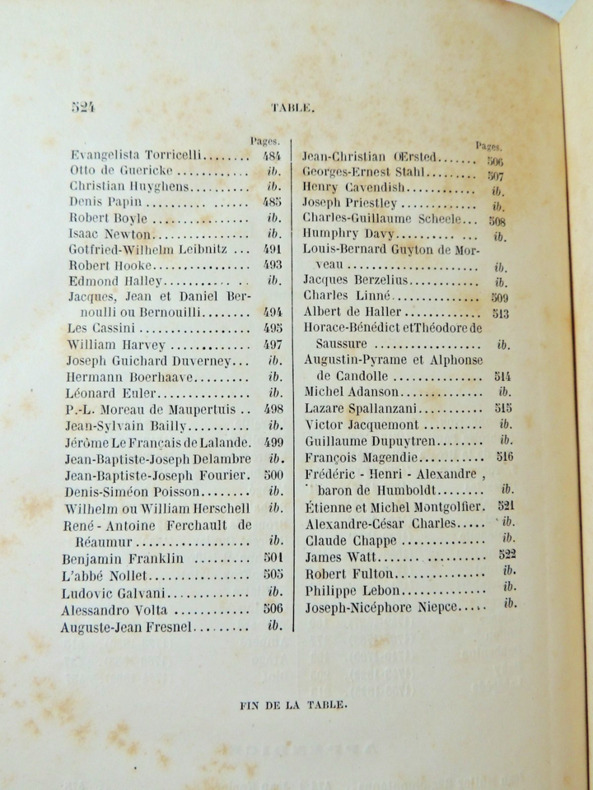 524
TABLE.
Pages.
Evangelista Torricelli........ 484
Otto de Guericke ............ ib.
Christian Huyghens........... ib.
Denis Papin .......... ....... 485
Robert Boyle ............... ib.
Isaac Newton............... ib.
Gotfried-Wilhelm Leibnitz ... 491
Robert Hooke............... 493
Edmond Halley............. ib.
Jacques, Jean et Daniel Ber-
noulli ou Bernouilli........ 494
Les Cassini ................. 495
William Harvey ............. 497
Joseph Guichard Duverney... ib.
Hermann Boerhaave......... ib.
Léonard Euler.............. ib.
P.-L. Moreau de Maupertuis .. 498
Jean-Sylvain Bailly.......... ib.
Jérôme Le Français de Lalande. 499
Jean-Baptiste-Joseph Delambre ib.
Jean-Baptiste-Joseph Fourier. 500
Denis-Siméon Poisson........ ib.
Wilhelm ou William Herschell ib.
René-Antoine Ferchault de
Réaumur .................. ib.
Benjamin Franklin ......... 501
L'abbé Nollet............... 505
Ludovic Galvani............. ib.
Alessandro Volta ............ 506
Auguste-Jean Fresnel......... ib.
Pages.
Jean-Christian Œrsted....... 506
Georges-Ernest Stahl......... 507
Henry Cavendish............ ib.
Joseph Priestley ............ ib.
Charles-Guillaume Scheele... 508
Humphry Davy.......... ... ib.
Louis-Bernard Guyton de Mor-
veau .................... ib.
Jacques Berzelius............ ib.
Charles Linné.............. 509
Albert de Haller ............ 513
Horace-Bénédict et Théodore de
Saussure ................. ib.
Augustin-Pyrame et Alphonse
de Candolle .............. 514
Michel Adanson............. ib.
Lazare Spallanzani.......... 515
Victor Jacquemont .......... ib.
Guillaume Dupuytren........ ib.
François Magendie........... 516
Frédéric-Henri-Alexandre,
baron de Humboldt........ ib.
Étienne et Michel Montgolfier. 521
Alexandre-César Charles..... ib.
Claude Chappe ............. ib.
James Watt................. 522
Robert Fulton.............. ib.
Philippe Lebon............. ib.
Joseph-Nicéphore Niepce..... ib.
FIN DE LA TABLE.